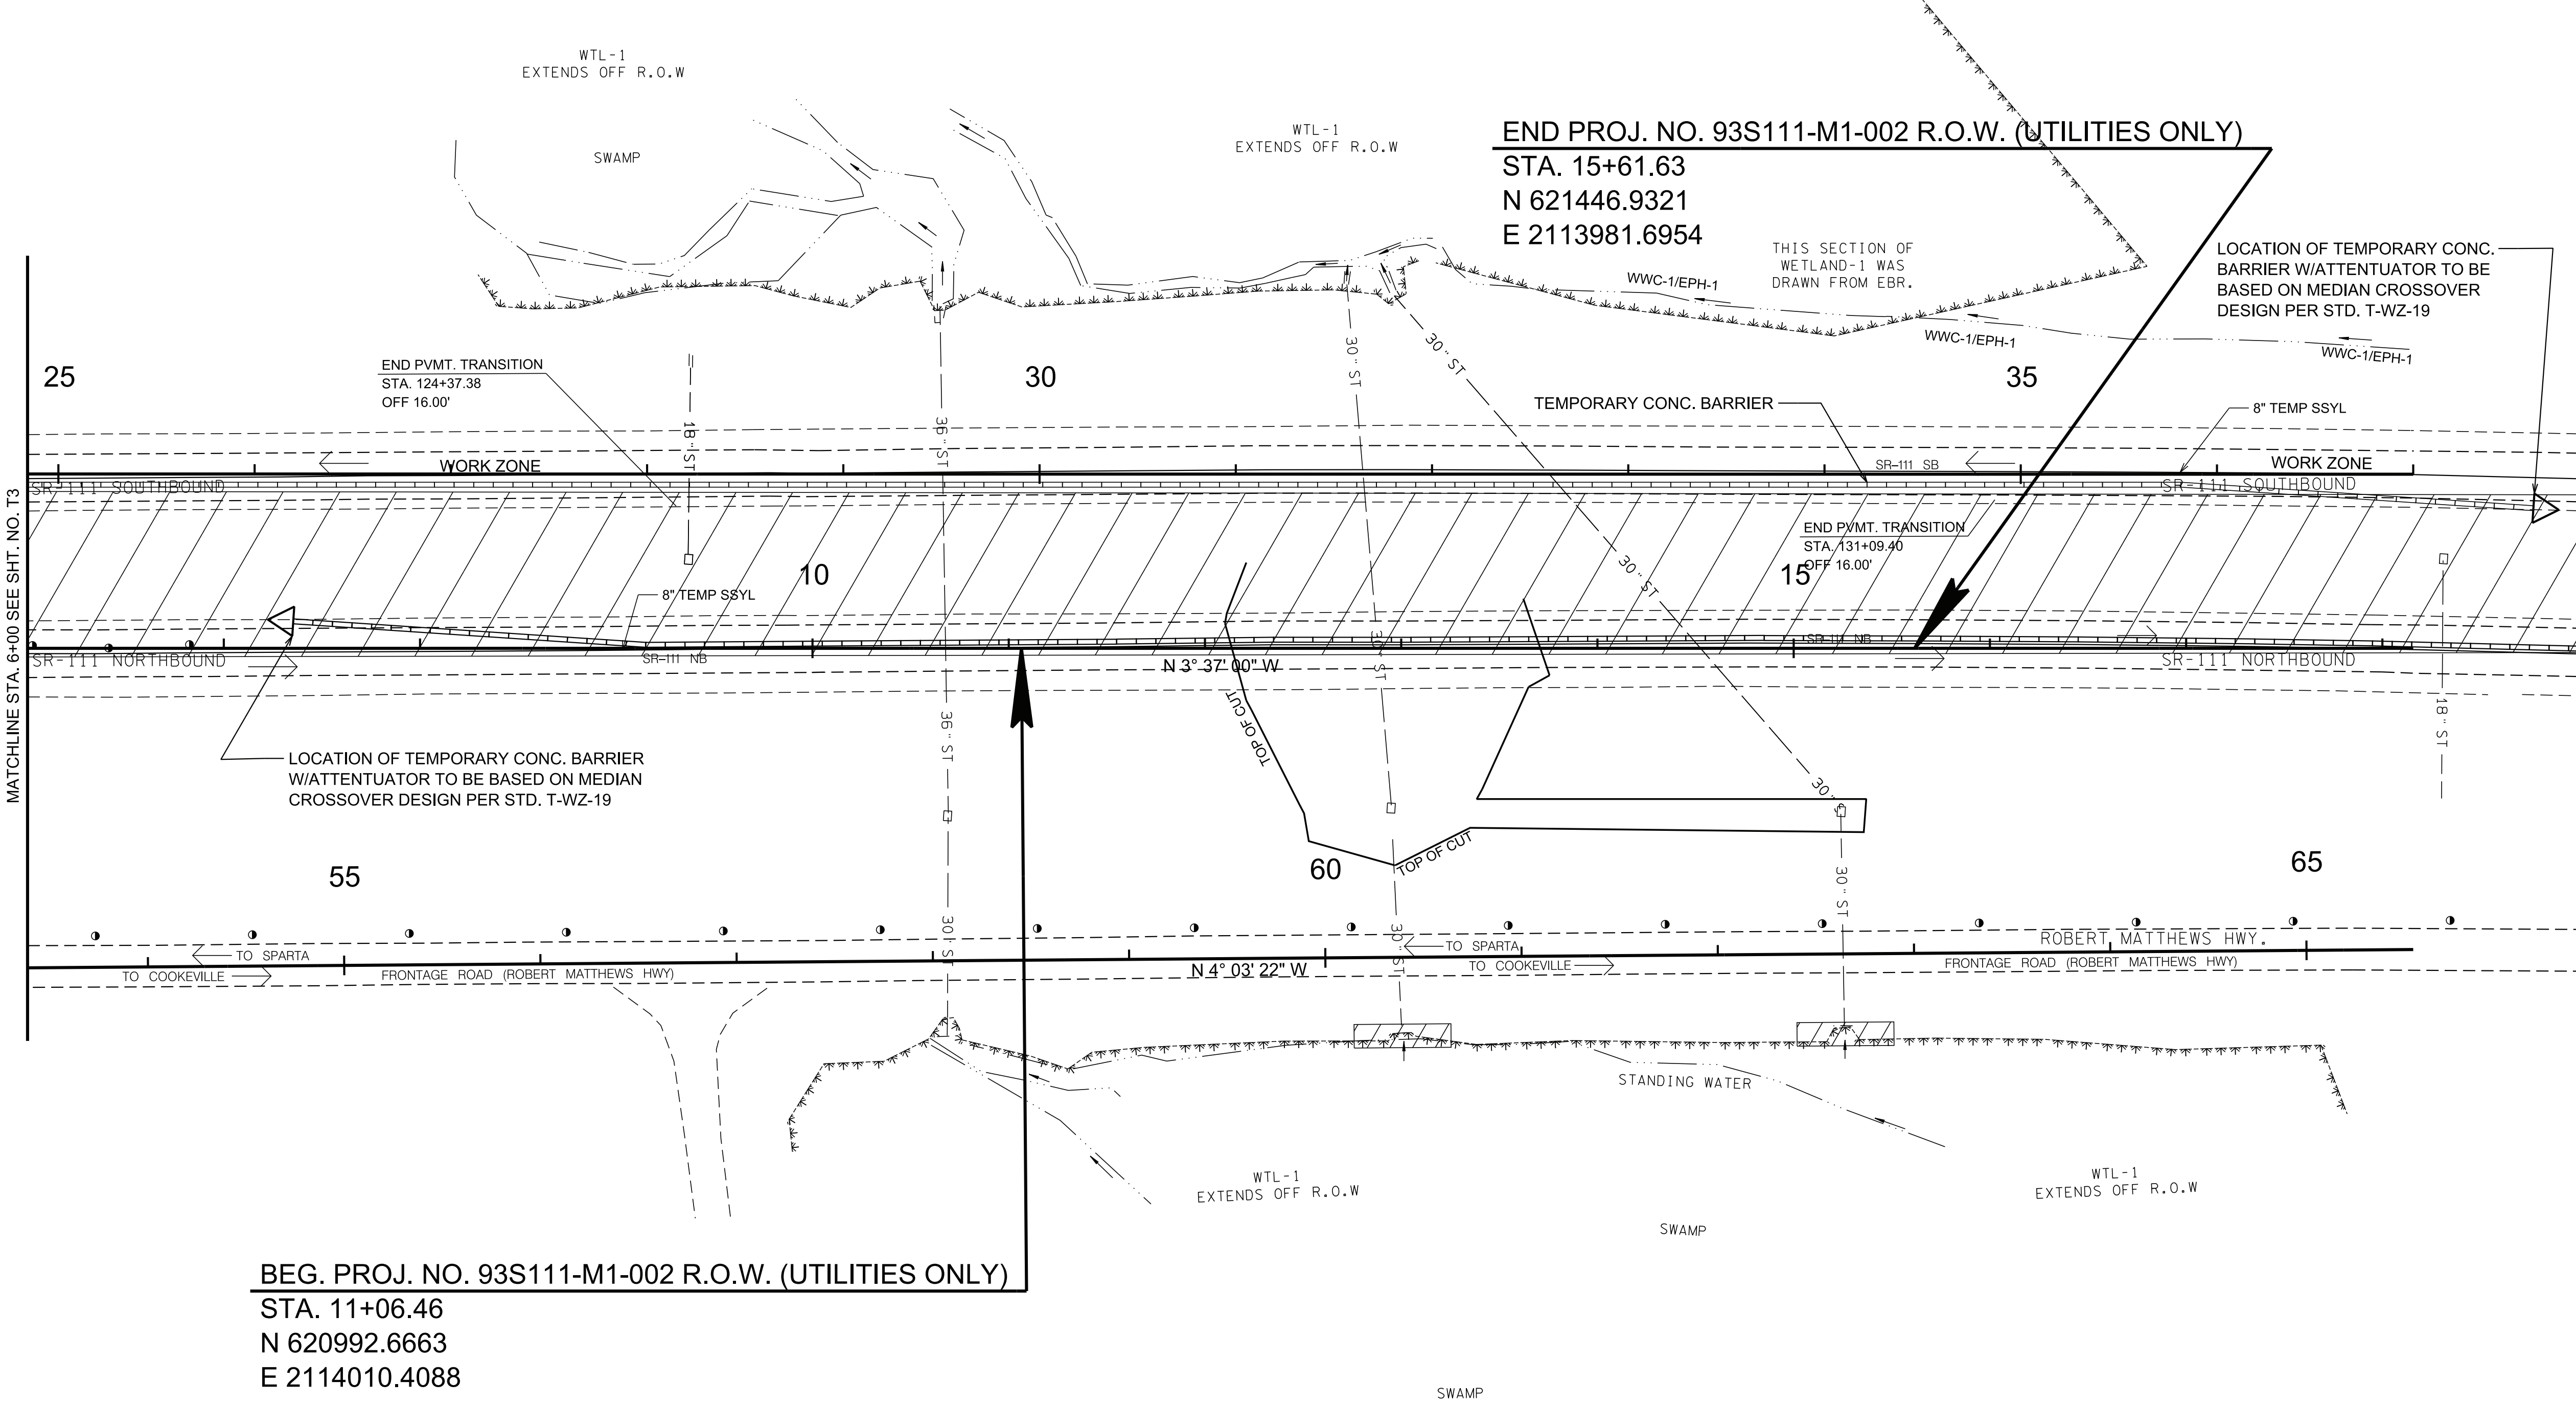 WTL-1
EXTENDS OFF R.O.W
SWAMP
WTL-1
EXTENDS OFF R.O.W
END PROJ. NO. 93S111-M1-002 R.O.W. (UTILITIES ONLY)
STA. 15+61.63
N 621446.9321
E 2113981.6954
THIS SECTION OF
WETLAND-1 WAS
DRAWN FROM EBR.
LOCATION OF TEMPORARY CONC.
BARRIER W/ATTENTUATOR TO BE
BASED ON MEDIAN CROSSOVER
DESIGN PER STD. T-WZ-19
WWC-1/EPH-1
WWC-1/EPH-1
WWC-1/EPH-1
25
30
35
END PVMT. TRANSITION
STA. 124+37.38
OFF 16.00'
18" ST
36" ST
30" ST
30" ST
TEMPORARY CONC. BARRIER
8" TEMP SSYL
WORK ZONE
SR-111 SB
WORK ZONE
SR-111 SOUTHBOUND
SR-111 SOUTHBOUND
MATCHLINE STA. 6+00 SEE SHT. NO. T3
END PVMT. TRANSITION
STA. 131+09.40
OFF 16.00'
10
15
8" TEMP SSYL
30" ST
30" ST
SR-111 NORTHBOUND
SR-111 NB
N 3° 37' 00" W
SR-111 NB
SR-111 NORTHBOUND
TOP OF CUT
36" ST
18" ST
LOCATION OF TEMPORARY CONC. BARRIER
W/ATTENTUATOR TO BE BASED ON MEDIAN
CROSSOVER DESIGN PER STD. T-WZ-19
30" ST
TOP OF CUT
55
60
65
30" ST
30" ST
30" ST
TO SPARTA
TO SPARTA
ROBERT MATTHEWS HWY.
TO COOKEVILLE
FRONTAGE ROAD (ROBERT MATTHEWS HWY)
N 4° 03' 22" W
TO COOKEVILLE
FRONTAGE ROAD (ROBERT MATTHEWS HWY)
STANDING WATER
WTL-1
EXTENDS OFF R.O.W
WTL-1
EXTENDS OFF R.O.W
SWAMP
BEG. PROJ. NO. 93S111-M1-002 R.O.W. (UTILITIES ONLY)
STA. 11+06.46
N 620992.6663
E 2114010.4088
SWAMP